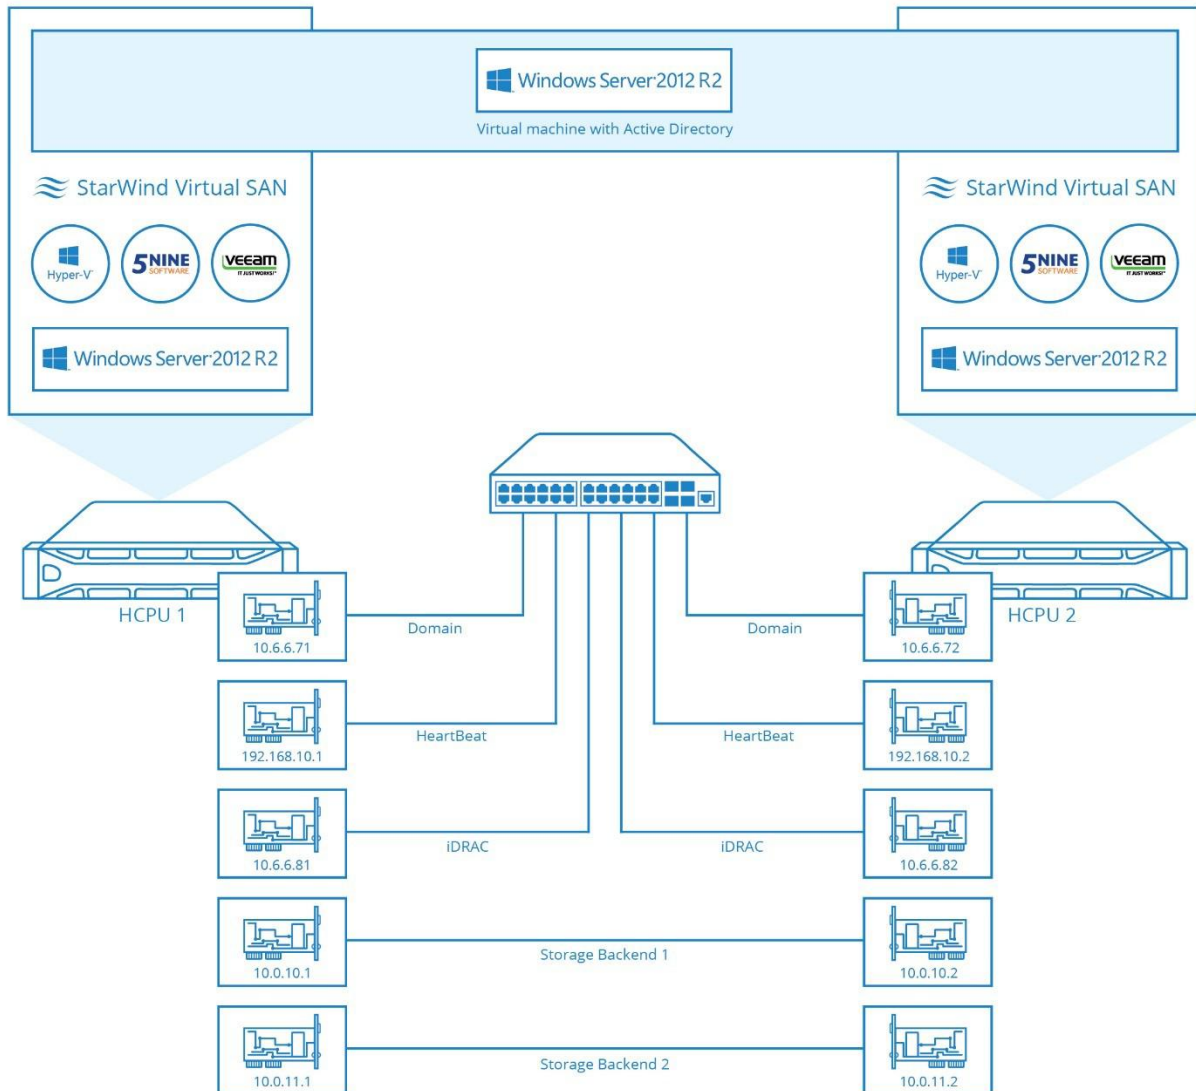 Windows Server 2012 R2
Virtual machine with Active Directory
StarWind Virtual SAN
StarWind Virtual SAN
Hyper-V
5NINE
SOFTWARE
veeam
IT JUST WORKS!
Hyper-V
5NINE
SOFTWARE
veeam
IT JUST WORKS!
Windows Server 2012 R2
Windows Server 2012 R2
HCPU 1
HCPU 2
Domain
Domain
10.6.6.71
10.6.6.72
HeartBeat
HeartBeat
192.168.10.1
192.168.10.2
iDRAC
iDRAC
10.6.6.81
10.6.6.82
Storage Backend 1
10.0.10.1
10.0.10.2
Storage Backend 2
10.0.11.1
10.0.11.2